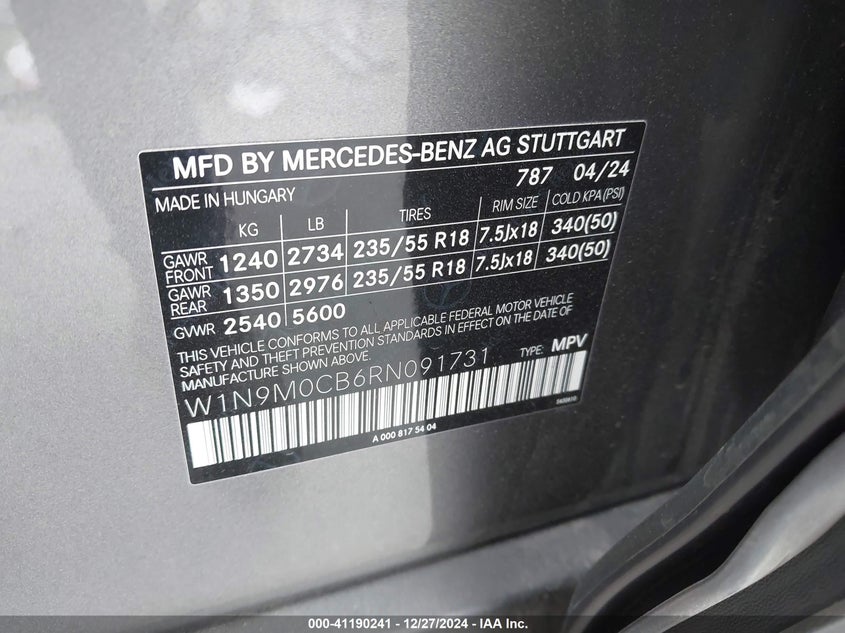 MFD BY MERCEDES-BENZ AG STUTTGART
787 04/24
MADE IN HUNGARY
KG LB TIRES RIM SIZE COLD KPA(PSI)
GAWR FRONT 1240 2734 235/55 R18 7.5Jx18 340(50)
GAWR REAR 1350 2976 235/55 R18 7.5Jx18 340(50)
GVWR 2540 5600
THIS VEHICLE CONFORMS TO ALL APPLICABLE FEDERAL MOTOR VEHICLE
SAFETY AND THEFT PREVENTION STANDARDS IN EFFECT ON THE DATE OF
MANUFACTURE SHOWN ABOVE.
TYPE: MPV
W1N9M0CB6RN091731
A 000 817 54 04
000-41190241 - 12/27/2024 - IAA Inc.